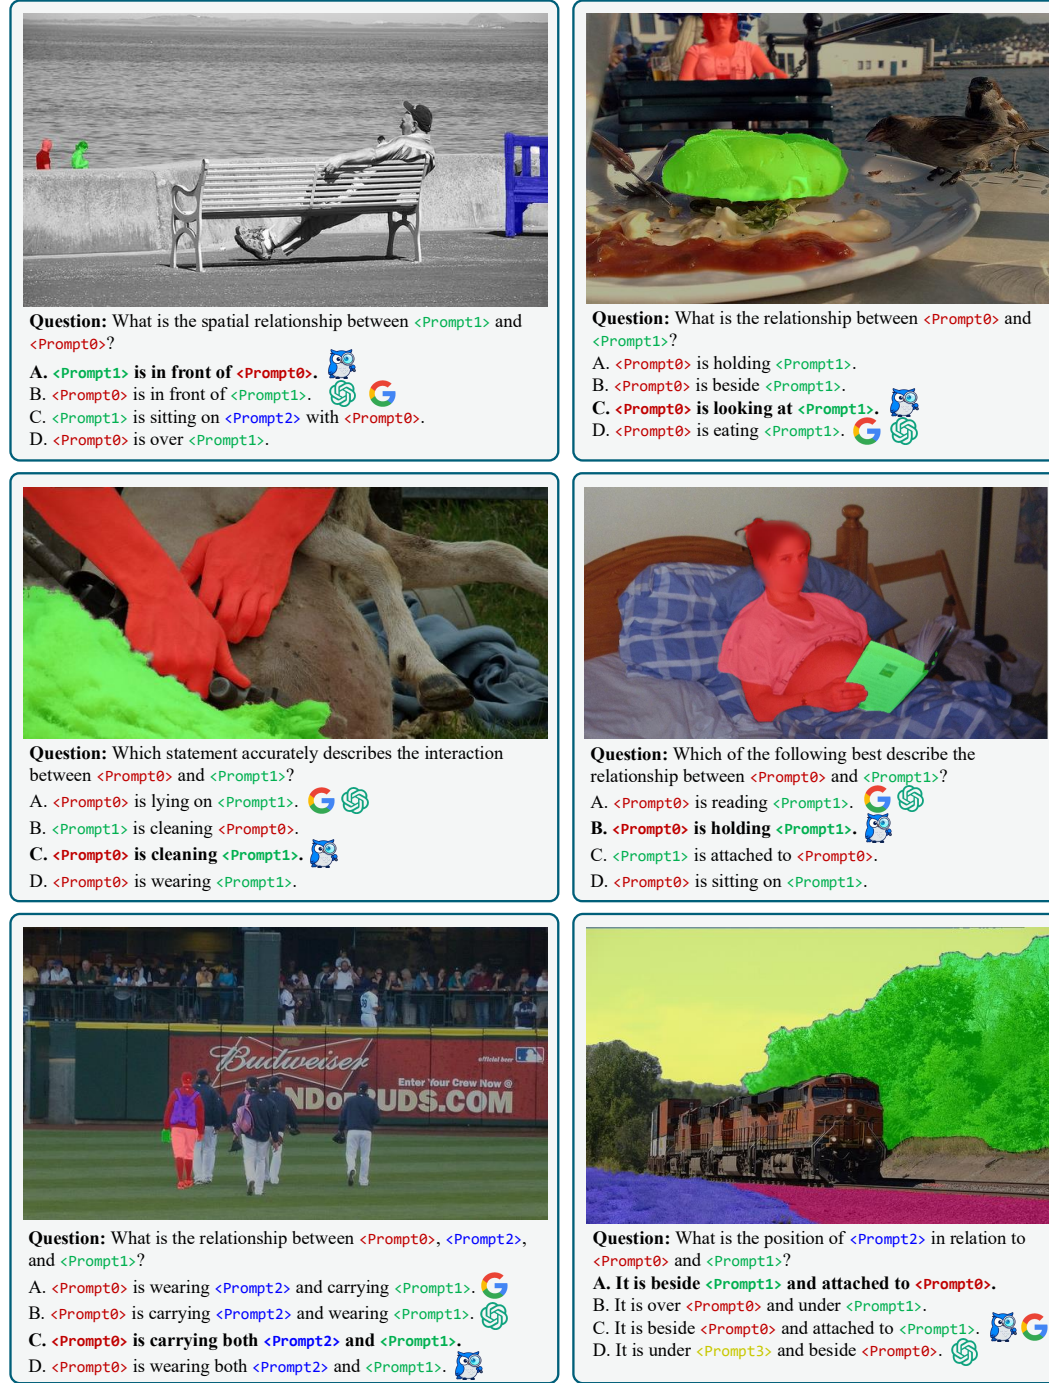 Question: What is the spatial relationship between <Prompt1> and
<Prompt0>?
A. <Prompt1> is in front of <Prompt0>.
B. <Prompt0> is in front of <Prompt1>.
C. <Prompt1> is sitting on <Prompt2> with <Prompt0>.
D. <Prompt0> is over <Prompt1>.
Question: What is the relationship between <Prompt0> and
<Prompt1>?
A. <Prompt0> is holding <Prompt1>.
B. <Prompt0> is beside <Prompt1>.
C. <Prompt0> is looking at <Prompt1>.
D. <Prompt0> is eating <Prompt1>.
Question: Which statement accurately describes the interaction
between <Prompt0> and <Prompt1>?
A. <Prompt0> is lying on <Prompt1>.
B. <Prompt1> is cleaning <Prompt0>.
C. <Prompt0> is cleaning <Prompt1>.
D. <Prompt0> is wearing <Prompt1>.
Question: Which of the following best describe the
relationship between <Prompt0> and <Prompt1>?
A. <Prompt0> is reading <Prompt1>.
B. <Prompt0> is holding <Prompt1>.
C. <Prompt1> is attached to <Prompt0>.
D. <Prompt0> is sitting on <Prompt1>.
Budweiser
official beer
Enter Your Crew Now @
NDOFBUDS.COM
Question: What is the relationship between <Prompt0>, <Prompt2>,
and <Prompt1>?
A. <Prompt0> is wearing <Prompt2> and carrying <Prompt1>.
B. <Prompt0> is carrying <Prompt2> and wearing <Prompt1>.
C. <Prompt0> is carrying both <Prompt2> and <Prompt1>.
D. <Prompt0> is wearing both <Prompt2> and <Prompt1>.
Question: What is the position of <Prompt2> in relation to
<Prompt0> and <Prompt1>?
A. It is beside <Prompt1> and attached to <Prompt0>.
B. It is over <Prompt0> and under <Prompt1>.
C. It is beside <Prompt0> and attached to <Prompt1>.
D. It is under <Prompt3> and beside <Prompt0>.